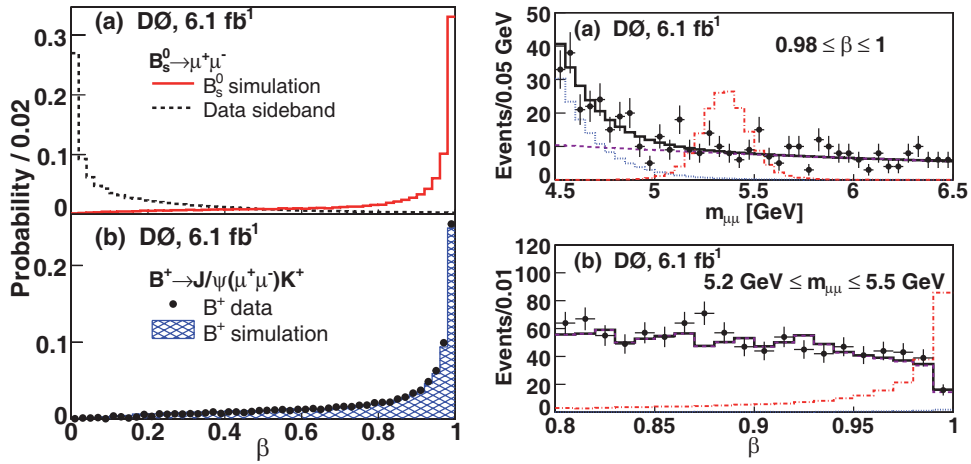 (a) DØ, 6.1 fb⁻¹
B⁰ₛ→μ⁺μ⁻
B⁰ₛ simulation
Data sideband
0.3
0.2
0.1
0
Probability / 0.02
(b) DØ, 6.1 fb⁻¹
B⁺→J/ψ(μ⁺μ⁻)K⁺
B⁺ data
B⁺ simulation
0.2
0.1
0
0 0.2 0.4 0.6 0.8 1
β
(a) DØ, 6.1 fb⁻¹
0.98 ≤ β ≤ 1
Events/0.05 GeV
50
40
30
20
10
0
4.5 5 5.5 6 6.5
m_μμ [GeV]
(b) DØ, 6.1 fb⁻¹
5.2 GeV ≤ m_μμ ≤ 5.5 GeV
Events/0.01
120
100
80
60
40
20
0
0.8 0.85 0.9 0.95 1
β